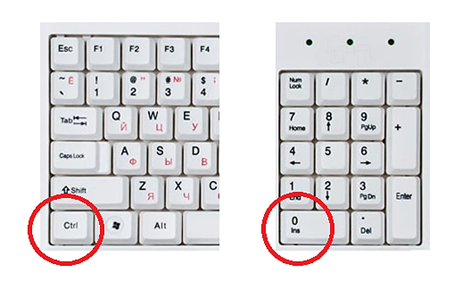 Esc F1 F2 F3 F4
~ Ё ! @ " # № $ ;
\ 1 2 3 4
Tab Q Й W Ц E У
Caps Lock A Ф S Ы D В
⇧ Shift Z Я X Ч C
Ctrl Alt
Num Lock / * −
7 Home 8 ↑ 9 PgUp +
4 ← 5 6 →
1 End 2 ↓ 3 PgDn Enter
0 Ins . Del